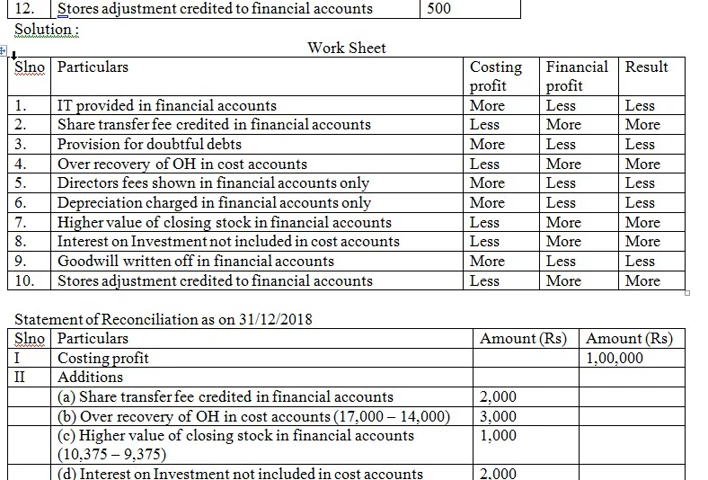 12. Stores adjustment credited to financial accounts 500
Solution :
Work Sheet
Slno Particulars Costing profit Financial profit Result
1. IT provided in financial accounts More Less Less
2. Share transfer fee credited in financial accounts Less More More
3. Provision for doubtful debts More Less Less
4. Over recovery of OH in cost accounts Less More More
5. Directors fees shown in financial accounts only More Less Less
6. Depreciation charged in financial accounts only More Less Less
7. Higher value of closing stock in financial accounts Less More More
8. Interest on Investment not included in cost accounts Less More More
9. Goodwill written off in financial accounts More Less Less
10. Stores adjustment credited to financial accounts Less More More
Statement of Reconciliation as on 31/12/2018
Slno Particulars Amount (Rs) Amount (Rs)
I Costing profit 1,00,000
II Additions
(a) Share transfer fee credited in financial accounts 2,000
(b) Over recovery of OH in cost accounts (17,000 – 14,000) 3,000
(c) Higher value of closing stock in financial accounts 1,000
(10,375 – 9,375)
(d) Interest on Investment not included in cost accounts 2,000